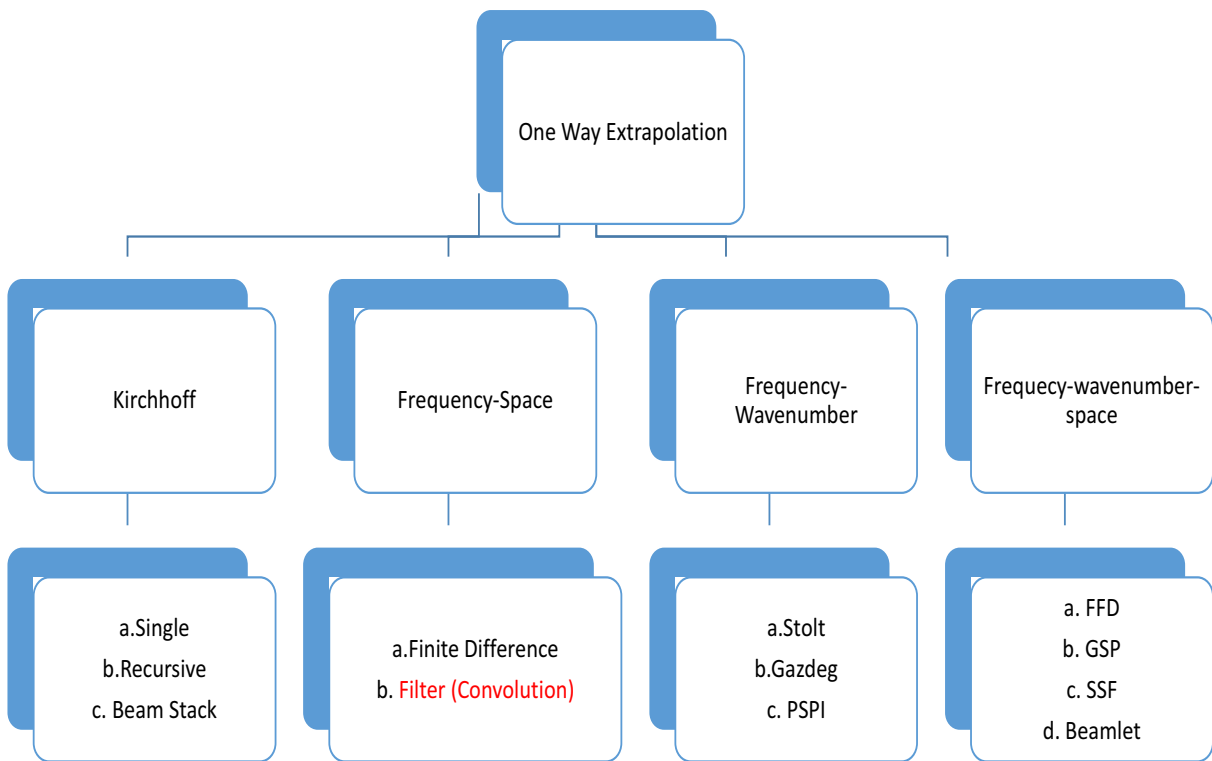 One Way Extrapolation
Kirchhoff
Frequency-Space
Frequency-
Wavenumber
Frequecy-wavenumber-
space
a.Single
b.Recursive
c. Beam Stack
a.Finite Difference
b. Filter (Convolution)
a.Stolt
b.Gazdeg
c. PSPI
a. FFD
b. GSP
c. SSF
d. Beamlet